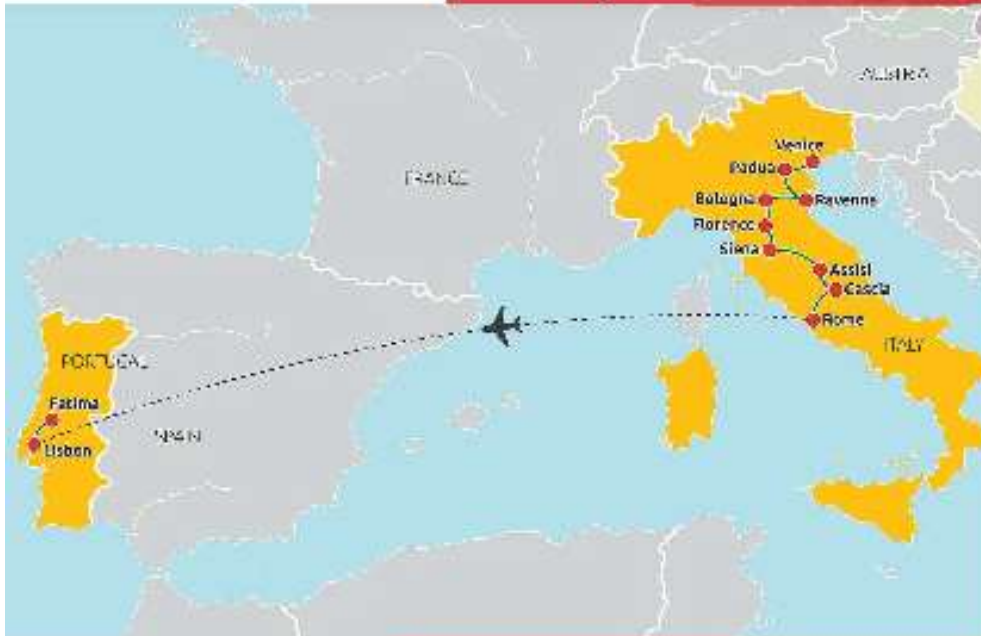 AUSTRIA
Venice
Padua
FRANCE
Bologna
Ravenna
Florence
Siena
Assisi
Cascia
Rome
ITALY
PORTUGAL
Fatima
SPAIN
Lisbon